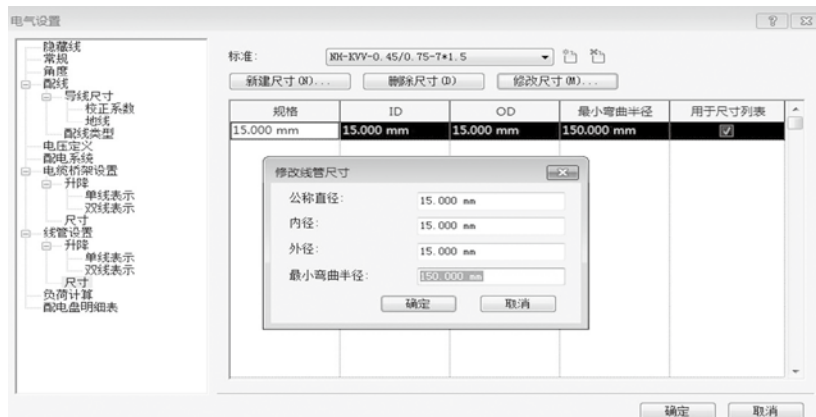 电气设置
隐藏线
常规
角度
配线
导线尺寸
校正系数
地线
配线类型
电压定义
配电系统
电缆桥架设置
升降
单线表示
双线表示
尺寸
线管设置
升降
单线表示
双线表示
尺寸
负荷计算
配电盘明细表
标准: NH-KVV-0.45/0.75-7*1.5
新建尺寸(N)... 删除尺寸(D) 修改尺寸(M)...
规格 ID OD 最小弯曲半径 用于尺寸列表
15.000 mm 15.000 mm 15.000 mm 150.000 mm
修改线管尺寸
公称直径: 15.000 mm
内径: 15.000 mm
外径: 15.000 mm
最小弯曲半径: 150.000 mm
确定 取消
确定 取消